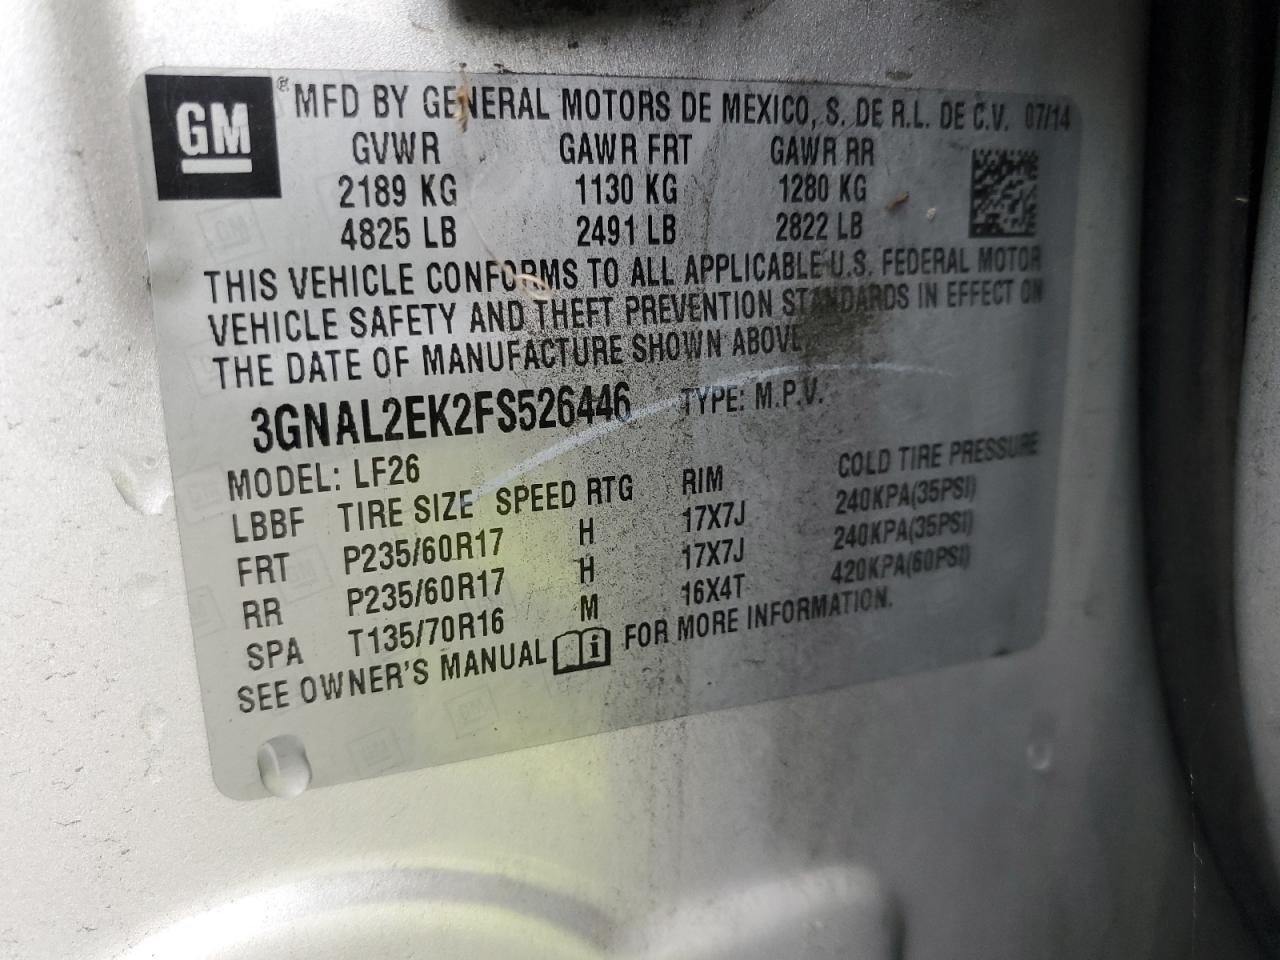 GM ® MFD BY GENERAL MOTORS DE MEXICO, S. DE R.L. DE C.V. 07/14
GVWR GAWR FRT GAWR RR
2189 KG 1130 KG 1280 KG
4825 LB 2491 LB 2822 LB
THIS VEHICLE CONFORMS TO ALL APPLICABLE U.S. FEDERAL MOTOR
VEHICLE SAFETY AND THEFT PREVENTION STANDARDS IN EFFECT ON
THE DATE OF MANUFACTURE SHOWN ABOVE.
3GNAL2EK2FS526446 TYPE: M.P.V.
MODEL: LF26
LBBF TIRE SIZE SPEED RTG RIM COLD TIRE PRESSURE
FRT P235/60R17 H 17X7J 240KPA(35PSI)
RR P235/60R17 H 17X7J 240KPA(35PSI)
SPA T135/70R16 M 16X4T 420KPA(60PSI)
SEE OWNER'S MANUAL i FOR MORE INFORMATION.